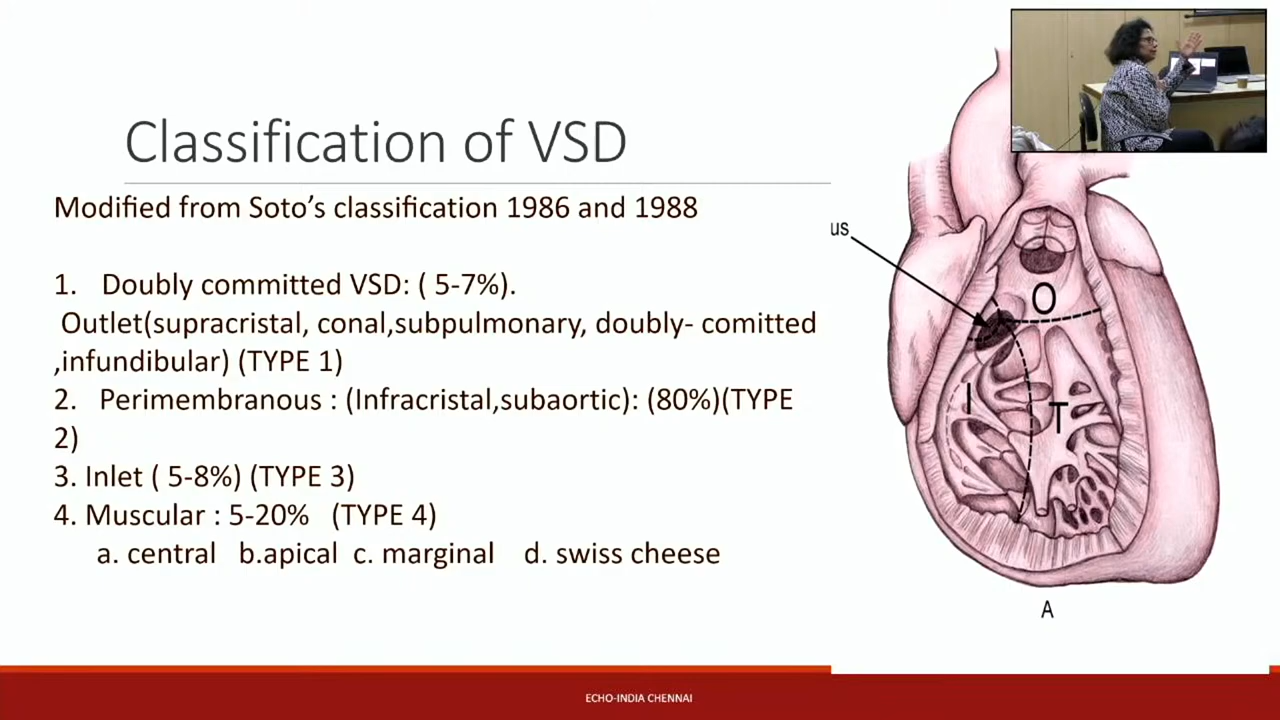 Classification of VSD
Modified from Soto's classification 1986 and 1988
1. Doubly committed VSD: ( 5-7%).
Outlet(supracristal, conal,subpulmonary, doubly- comitted
,infundibular) (TYPE 1)
2. Perimembranous : (Infracristal,subaortic): (80%)(TYPE
2)
3. Inlet ( 5-8%) (TYPE 3)
4. Muscular : 5-20% (TYPE 4)
a. central b.apical c. marginal d. swiss cheese
us
O
I
T
A
ECHO-INDIA CHENNAI